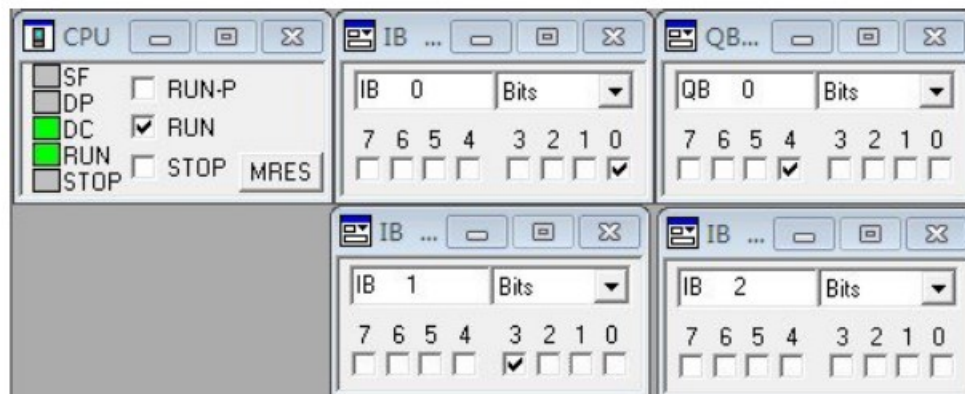 CPU
SF
DP
DC
RUN
STOP
RUN-P
RUN
STOP
MRES
IB ...
IB 0 Bits
7 6 5 4 3 2 1 0
QB...
QB 0 Bits
7 6 5 4 3 2 1 0
IB ...
IB 1 Bits
7 6 5 4 3 2 1 0
IB ...
IB 2 Bits
7 6 5 4 3 2 1 0